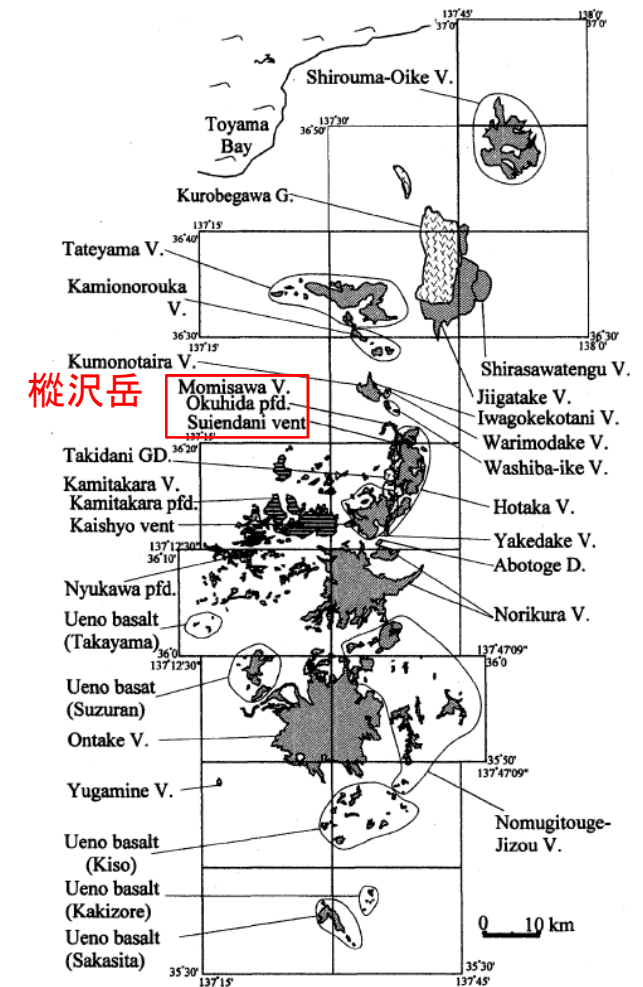 137°45'
37°0'
138°0'
37°0'
Shirouma-Oike V.
137°30'
36°50'
Toyama
Bay
Kurobegawa G.
137°15'
36°40'
Tateyama V.
Kamionorouka
V.
36°30'
137°15'
36°30'
138°0'
Shirasawatengu V.
Kumonotaira V.
樅沢岳
Momisawa V.
Okuhida pfd.
Suiendani vent
Jiigatake V.
Iwagokekotani V.
Warimodake V.
Washiba-ike V.
137°15'
36°20'
Takidani GD.
Kamitakara V.
Kamitakara pfd.
Kaishyo vent
Hotaka V.
Yakedake V.
Abotoge D.
137°12'30"
36°10'
Nyukawa pfd.
Norikura V.
Ueno basalt
(Takayama)
36°0'
137°12'30"
137°47'09"
36°0'
Ueno basat
(Suzuran)
Ontake V.
35°50'
137°47'09"
Yugamine V.
Nomugitouge-
Jizou V.
Ueno basalt
(Kiso)
Ueno basalt
(Kakizore)
Ueno basalt
(Sakasita)
0 10 km
35°30'
137°15'
35°30'
137°45'